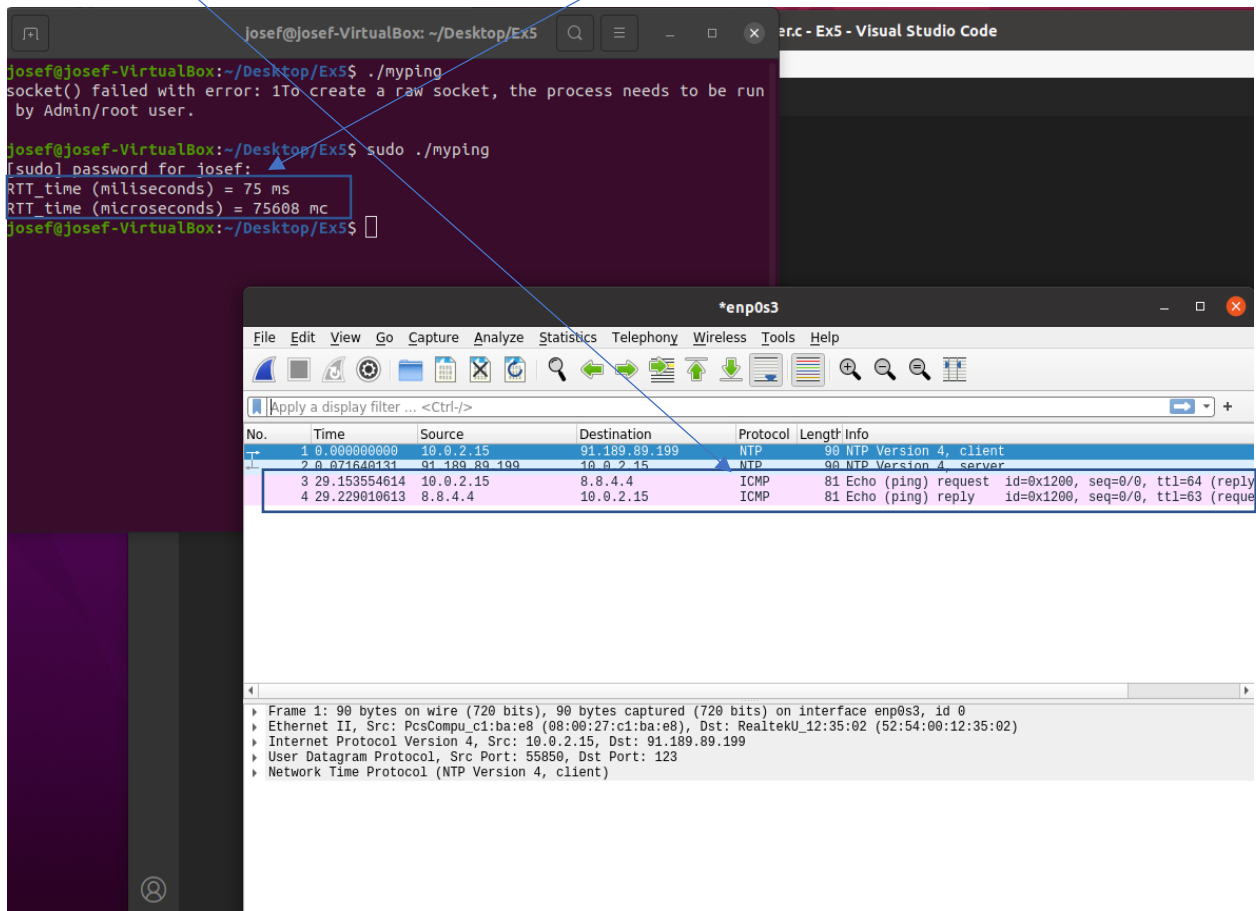 josef@josef-VirtualBox: ~/Desktop/Ex5
er.c - Ex5 - Visual Studio Code
josef@josef-VirtualBox:~/Desktop/Ex5$ ./myping
socket() failed with error: 1To create a raw socket, the process needs to be run
by Admin/root user.
josef@josef-VirtualBox:~/Desktop/Ex5$ sudo ./myping
[sudo] password for josef:
RTT_time (miliseconds) = 75 ms
RTT_time (microseconds) = 75608 mc
josef@josef-VirtualBox:~/Desktop/Ex5$
*enp0s3
File Edit View Go Capture Analyze Statistics Telephony Wireless Tools Help
Apply a display filter ... <Ctrl-/>
No. Time Source Destination Protocol Length Info
1 0.000000000 10.0.2.15 91.189.89.199 NTP 90 NTP Version 4, client
2 0.071640131 91.189.89.199 10.0.2.15 NTP 90 NTP Version 4, server
3 29.153554614 10.0.2.15 8.8.4.4 ICMP 81 Echo (ping) request id=0x1200, seq=0/0, ttl=64 (reply
4 29.229010613 8.8.4.4 10.0.2.15 ICMP 81 Echo (ping) reply id=0x1200, seq=0/0, ttl=63 (reque
Frame 1: 90 bytes on wire (720 bits), 90 bytes captured (720 bits) on interface enp0s3, id 0
Ethernet II, Src: PcsCompu_c1:ba:e8 (08:00:27:c1:ba:e8), Dst: RealtekU_12:35:02 (52:54:00:12:35:02)
Internet Protocol Version 4, Src: 10.0.2.15, Dst: 91.189.89.199
User Datagram Protocol, Src Port: 55850, Dst Port: 123
Network Time Protocol (NTP Version 4, client)